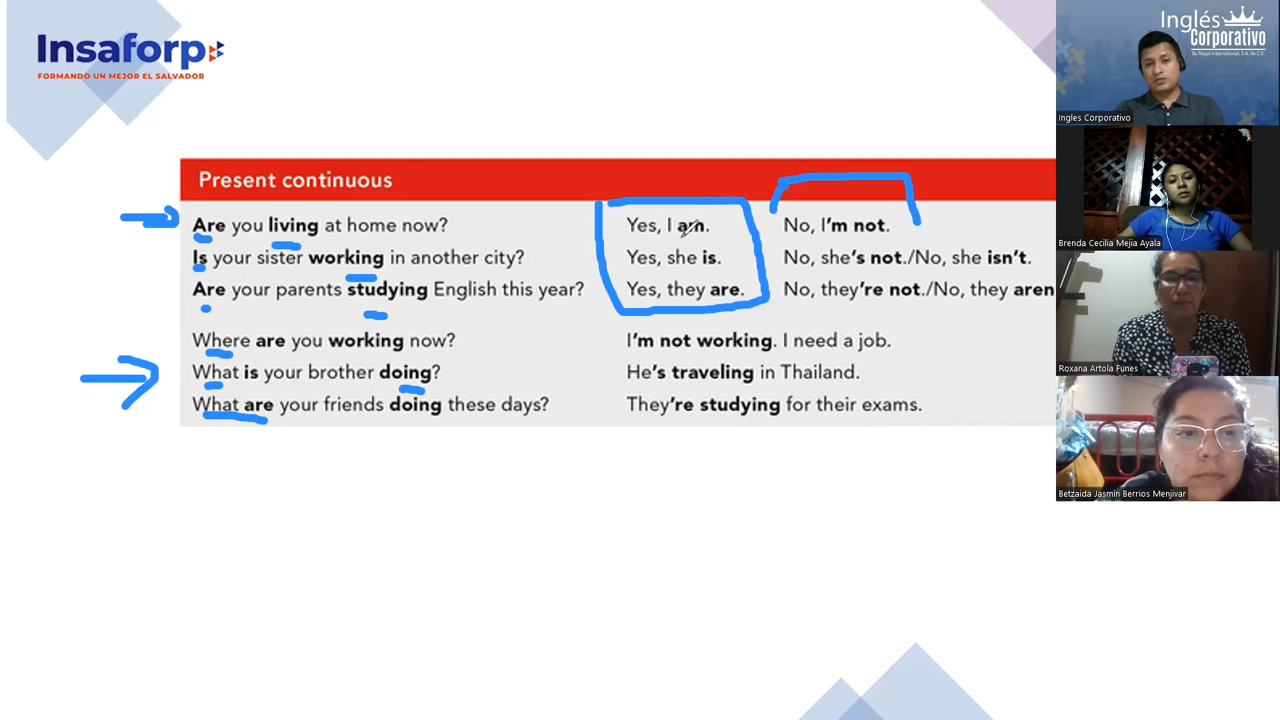 Insaforp
FORMANDO UN MEJOR EL SALVADOR
Present continuous
Are you living at home now? Yes, I am. No, I'm not.
Is your sister working in another city? Yes, she is. No, she's not./No, she isn't.
Are your parents studying English this year? Yes, they are. No, they're not./No, they aren
Where are you working now? I'm not working. I need a job.
What is your brother doing? He's traveling in Thailand.
What are your friends doing these days? They're studying for their exams.
Inglés
Corporativo
By Regal International, S.A. de C.V.
Ingles Corporativo
Brenda Cecilia Mejia Ayala
Roxana Artola Funes
Betzaida Jasmin Berrios Menjivar